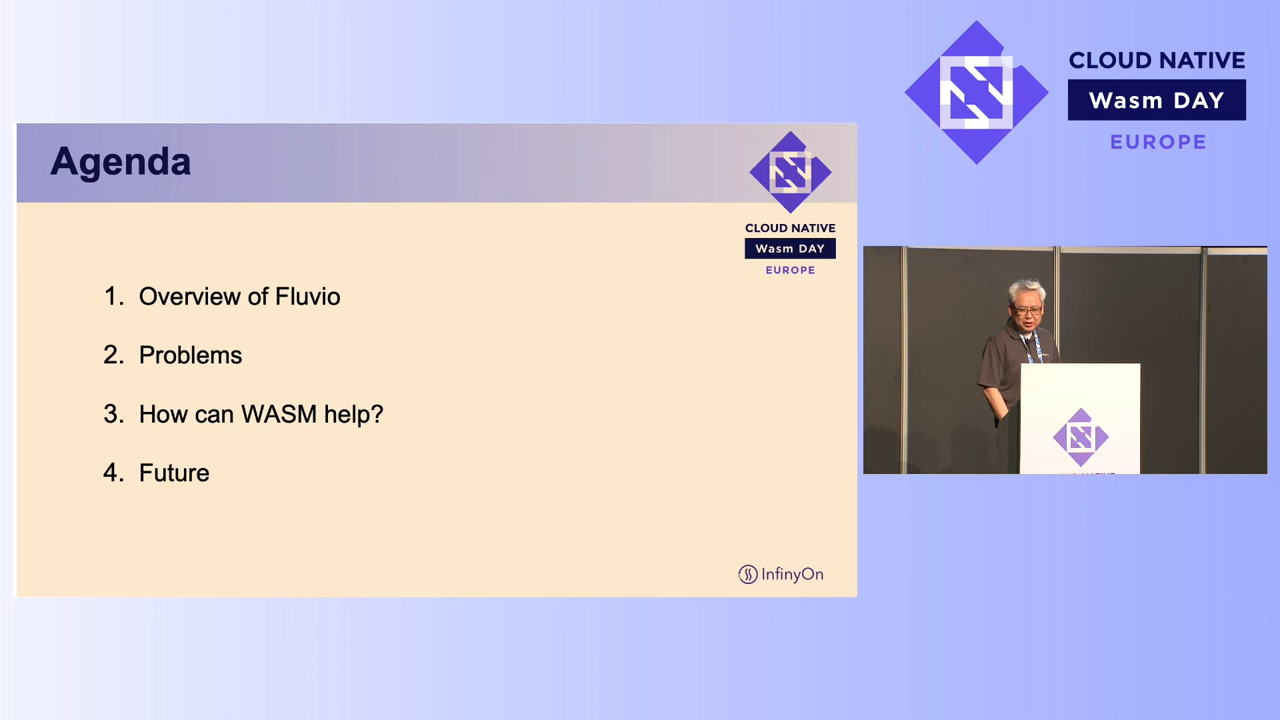 CLOUD NATIVE
Wasm DAY
EUROPE
Agenda
CLOUD NATIVE
Wasm DAY
EUROPE
1. Overview of Fluvio
2. Problems
3. How can WASM help?
4. Future
InfinyOn